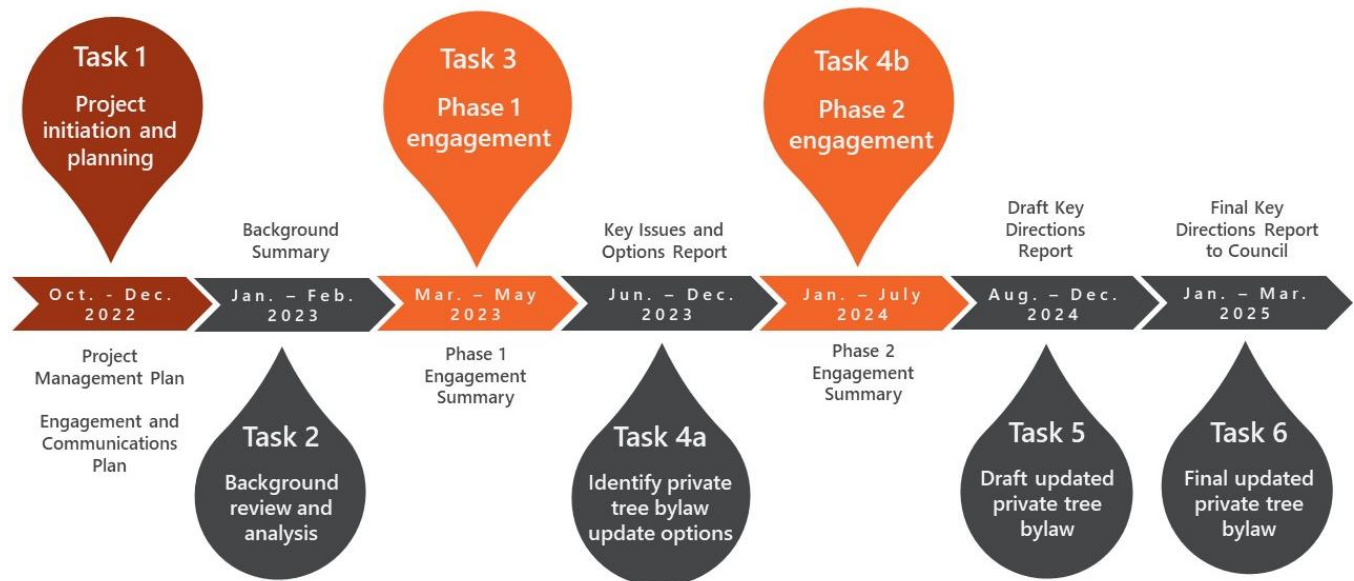 Task 1
Project
initiation and
planning
Task 3
Phase 1
engagement
Task 4b
Phase 2
engagement
Background
Summary
Key Issues and
Options Report
Draft Key
Directions
Report
Final Key
Directions Report
to Council
Oct. - Dec.
2022
Jan. – Feb.
2023
Mar. – May
2023
Jun. – Dec.
2023
Jan. – July
2024
Aug. – Dec.
2024
Jan. – Mar.
2025
Project
Management Plan
Engagement and
Communications
Plan
Task 2
Background
review and
analysis
Phase 1
Engagement
Summary
Task 4a
Identify private
tree bylaw
update options
Phase 2
Engagement
Summary
Task 5
Draft updated
private tree
bylaw
Task 6
Final updated
private tree
bylaw